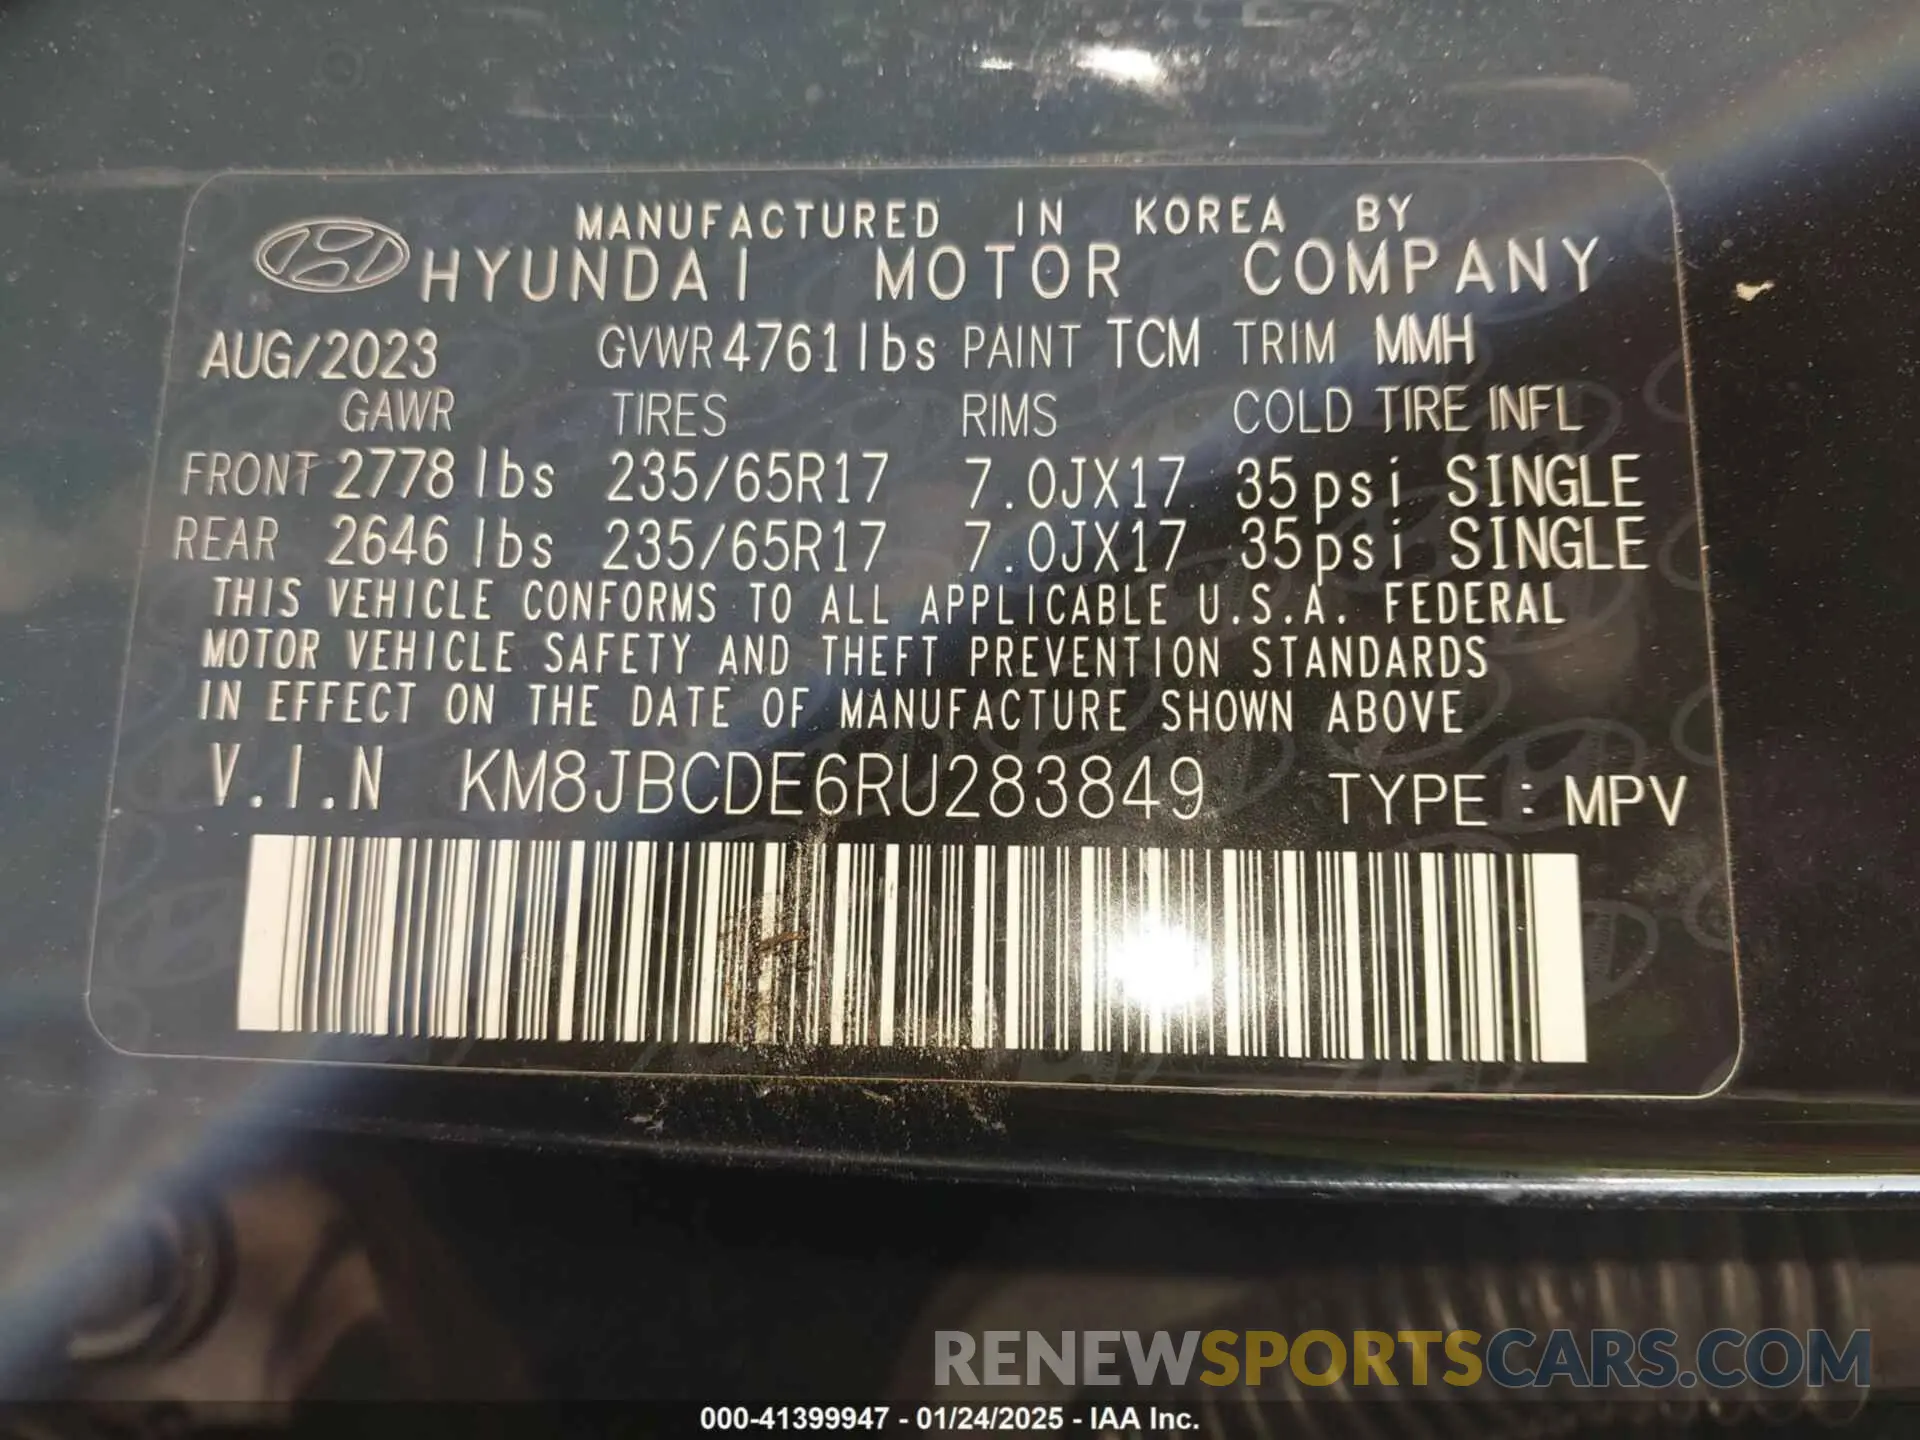 MANUFACTURED IN KOREA BY
HYUNDAI MOTOR COMPANY
AUG/2023 GVWR 4761lbs PAINT TCM TRIM MMH
GAWR TIRES RIMS COLD TIRE INFL
FRONT 2778 lbs 235/65R17 7.0JX17 35psi SINGLE
REAR 2646 lbs 235/65R17 7.0JX17 35psi SINGLE
THIS VEHICLE CONFORMS TO ALL APPLICABLE U.S.A. FEDERAL
MOTOR VEHICLE SAFETY AND THEFT PREVENTION STANDARDS
IN EFFECT ON THE DATE OF MANUFACTURE SHOWN ABOVE
V.I.N KM8JBCDE6RU283849 TYPE : MPV
RENEWSPORTSCARS.COM
000-41399947 - 01/24/2025 - IAA Inc.